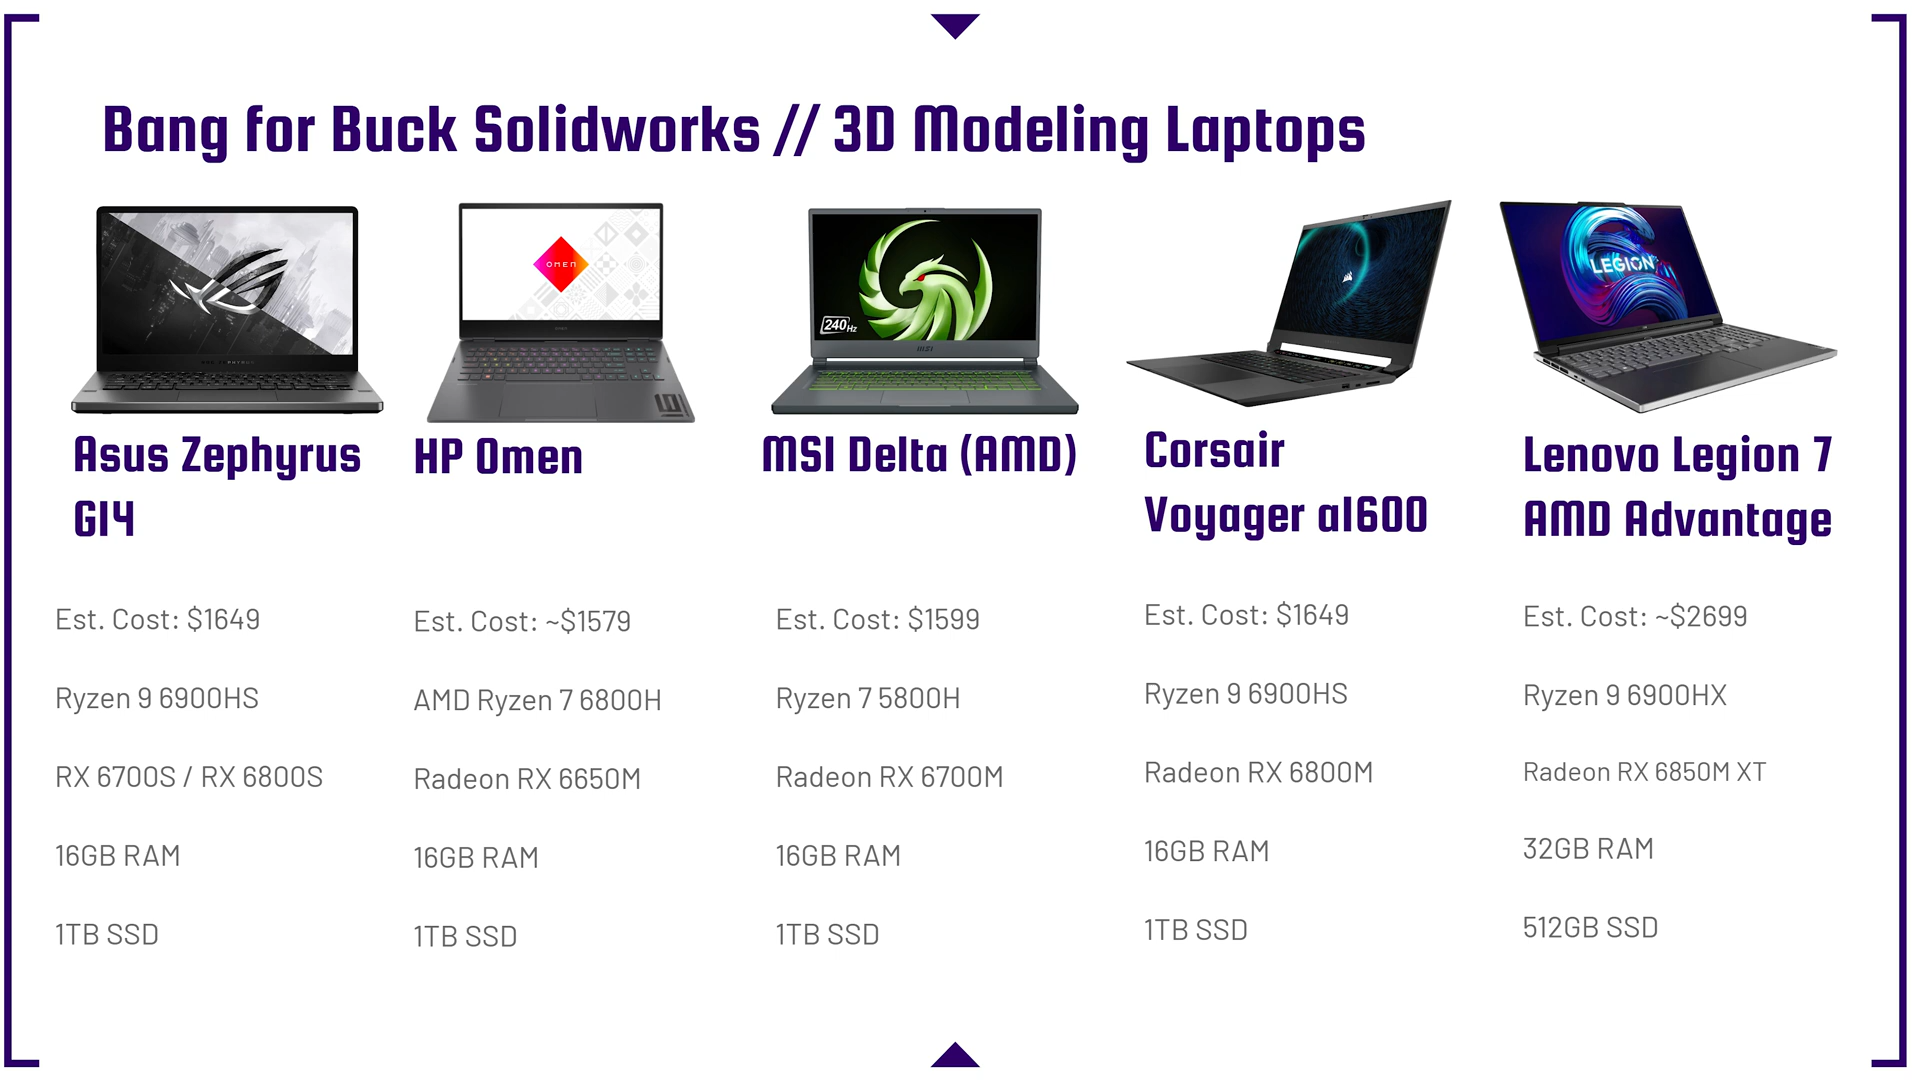 Bang for Buck Solidworks // 3D Modeling Laptops
OMEN
240Hz
msi
LEGION
Asus Zephyrus
G14
Est. Cost: $1649
Ryzen 9 6900HS
RX 6700S / RX 6800S
16GB RAM
1TB SSD
HP Omen
Est. Cost: ~$1579
AMD Ryzen 7 6800H
Radeon RX 6650M
16GB RAM
1TB SSD
MSI Delta (AMD)
Est. Cost: $1599
Ryzen 7 5800H
Radeon RX 6700M
16GB RAM
1TB SSD
Corsair
Voyager a1600
Est. Cost: $1649
Ryzen 9 6900HS
Radeon RX 6800M
16GB RAM
1TB SSD
Lenovo Legion 7
AMD Advantage
Est. Cost: ~$2699
Ryzen 9 6900HX
Radeon RX 6850M XT
32GB RAM
512GB SSD